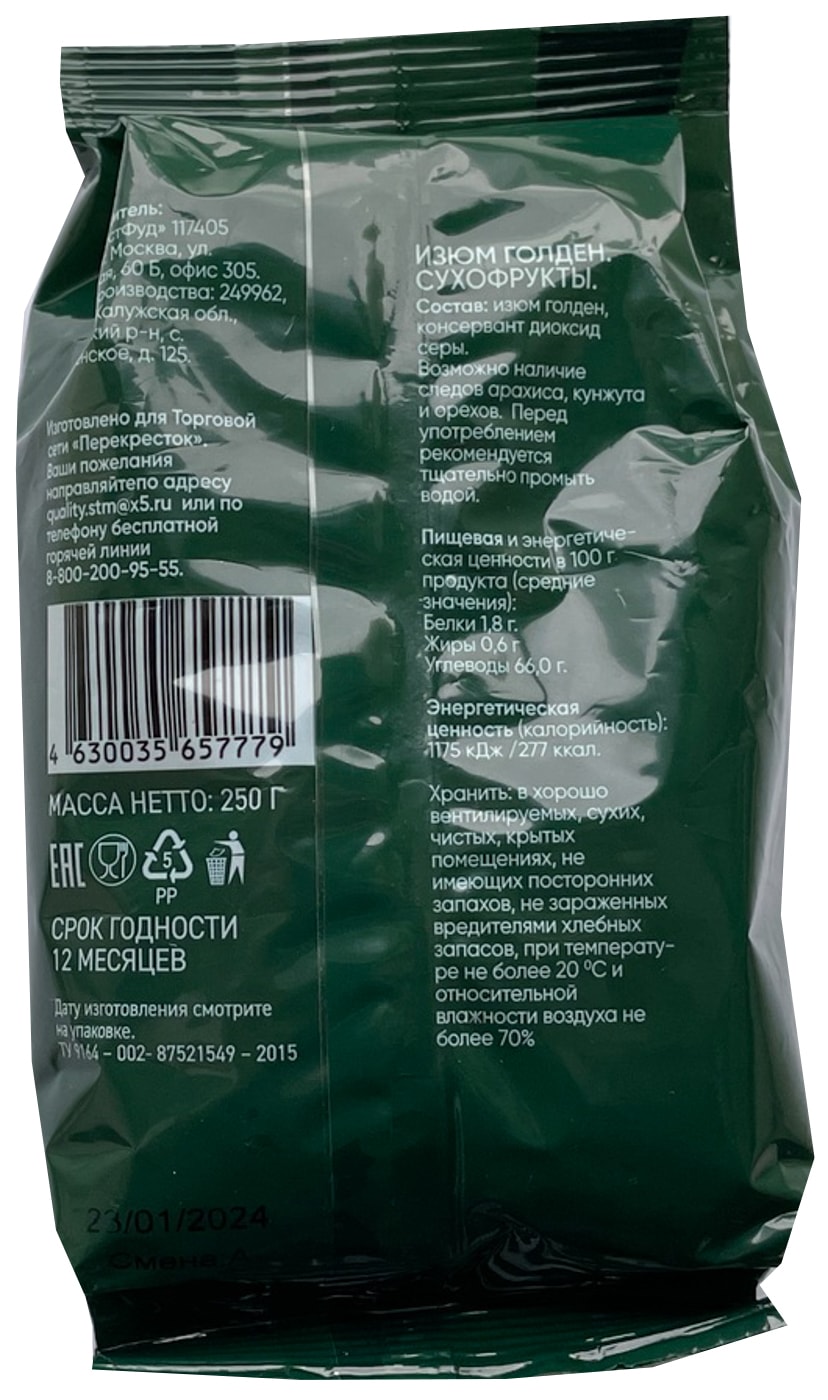 итель:
стФуд» 117405
Москва, ул.
ая, 60 Б, офис 305.
роизводства: 249962,
Калужская обл.,
кий р-н, с.
нское, д. 125.
Изготовлено для Торговой
сети «Перекресток».
Ваши пожелания
направляйтепо адресу
quality.stm@x5.ru или по
телефону бесплатной
горячей линии
8-800-200-95-55.
4 630035 657779
МАССА НЕТТО: 250 Г
EAC
5
PP
СРОК ГОДНОСТИ
12 МЕСЯЦЕВ
Дату изготовления смотрите
на упаковке.
ТУ 9164 – 002- 87521549 – 2015
23/01/2024
Смена А
ИЗЮМ ГОЛДЕН.
СУХОФРУКТЫ.
Состав: изюм голден,
консервант диоксид
серы.
Возможно наличие
следов арахиса, кунжута
и орехов. Перед
употреблением
рекомендуется
тщательно промыть
водой.
Пищевая и энергетиче-
ская ценности в 100 г
продукта (средние
значения):
Белки 1,8 г.
Жиры 0,6 г
Углеводы 66,0 г.
Энергетическая
ценность (калорийность):
1175 кДж /277 ккал.
Хранить: в хорошо
вентилируемых, сухих,
чистых, крытых
помещениях, не
имеющих посторонних
запахов, не зараженных
вредителями хлебных
запасов, при температу-
ре не более 20 °С и
относительной
влажности воздуха не
более 70%